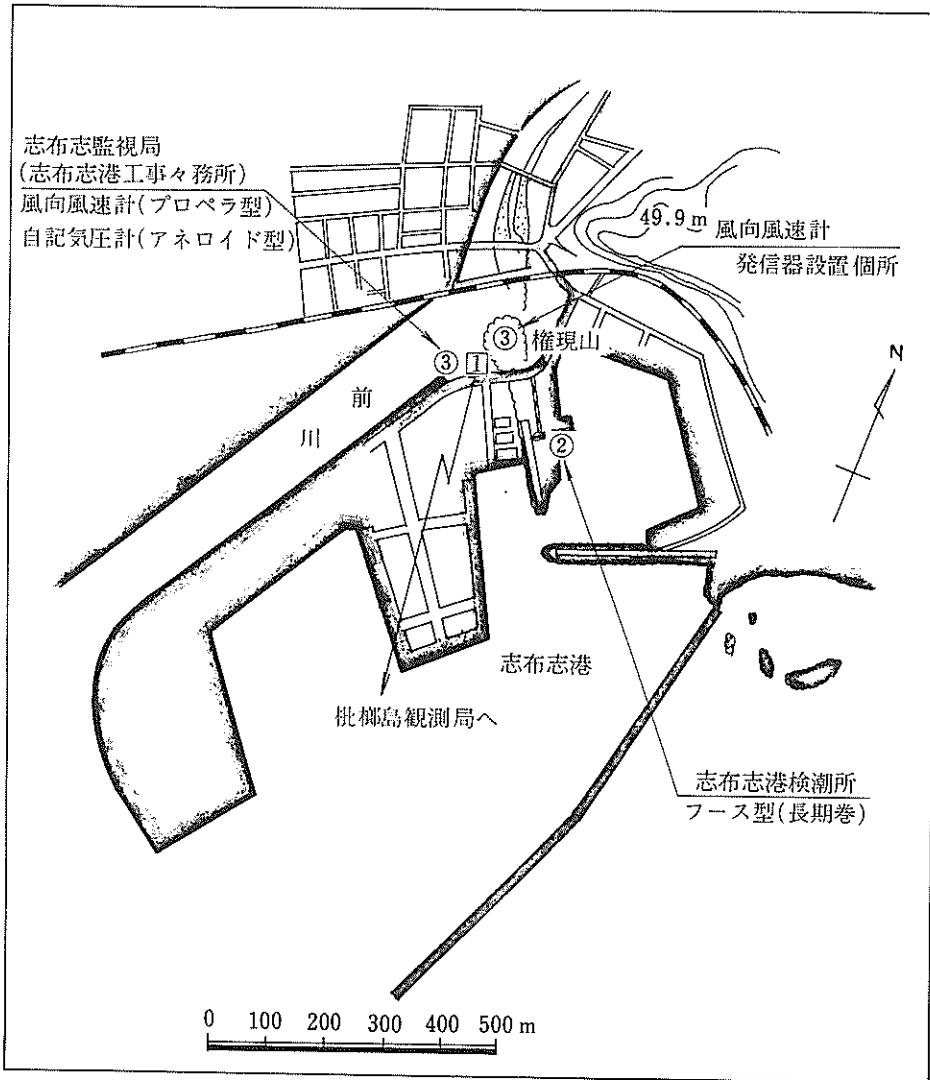 志布志監視局
(志布志港工事々務所)
風向風速計(プロペラ型)
自記気圧計(アネロイド型)
49.9 m
風向風速計
発信器設置個所
③
権現山
③ 1
N
前
川
②
志布志港
枇榔島観測局へ
志布志港検潮所
フース型(長期巻)
0 100 200 300 400 500 m